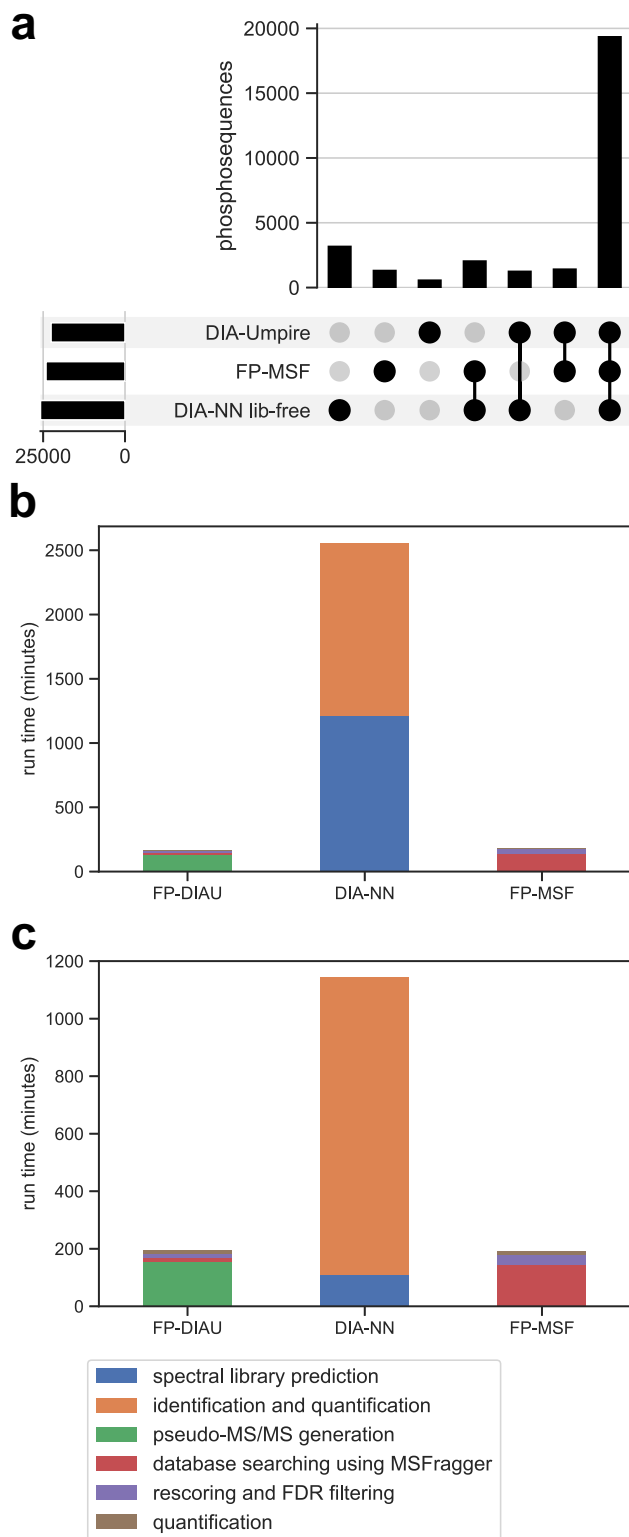 a
phosphosequences
20000
15000
10000
5000
0
DIA-Umpire
FP-MSF
DIA-NN lib-free
25000 0
b
run time (minutes)
2500
2000
1500
1000
500
0
FP-DIAU DIA-NN FP-MSF
c
run time (minutes)
1200
1000
800
600
400
200
0
FP-DIAU DIA-NN FP-MSF
spectral library prediction
identification and quantification
pseudo-MS/MS generation
database searching using MSFragger
rescoring and FDR filtering
quantification